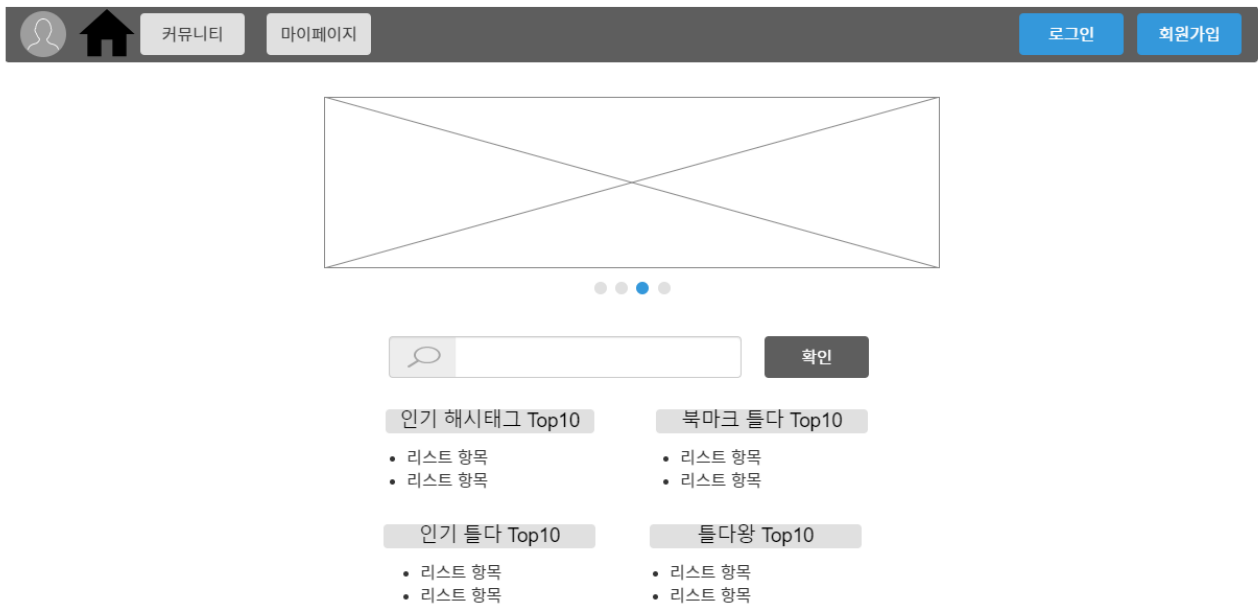 커뮤니티 마이페이지 로그인 회원가입
확인
인기 해시태그 Top10 북마크 틀다 Top10
리스트 항목 리스트 항목
리스트 항목 리스트 항목
인기 틀다 Top10 틀다왕 Top10
리스트 항목 리스트 항목
리스트 항목 리스트 항목